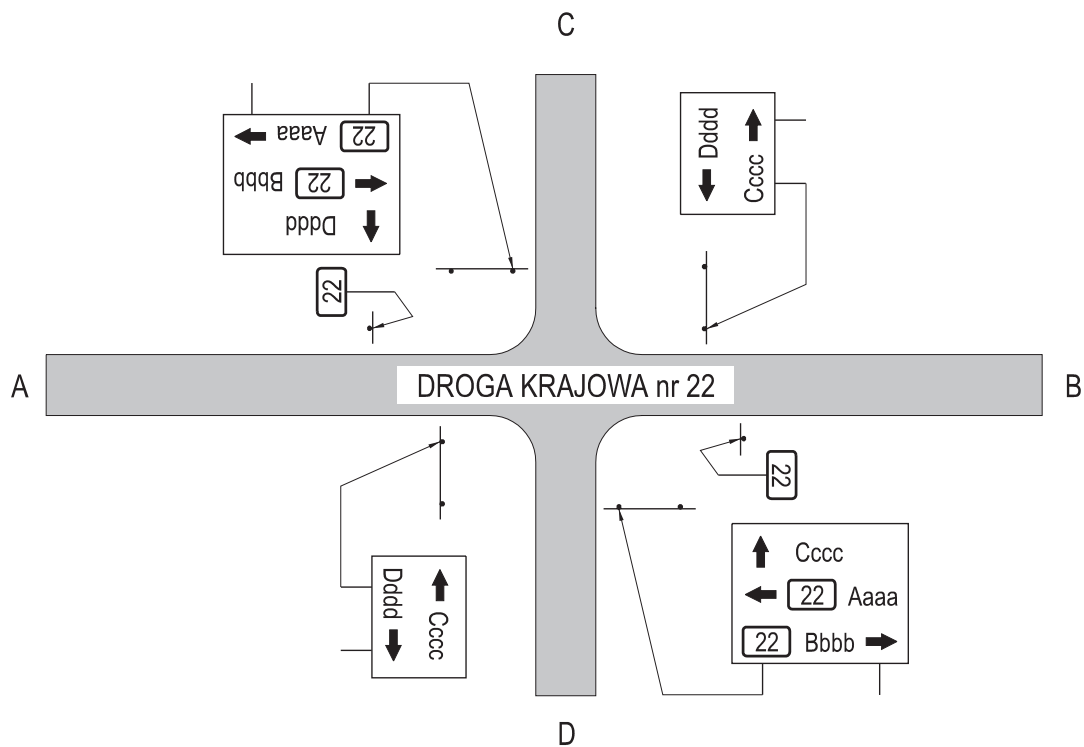 C
22 Aaaa
Bbbb 22
Dddd
Dddd
Cccc
22
A
DROGA KRAJOWA nr 22
B
22
Cccc
Dddd
Cccc
22 Aaaa
22 Bbbb
D